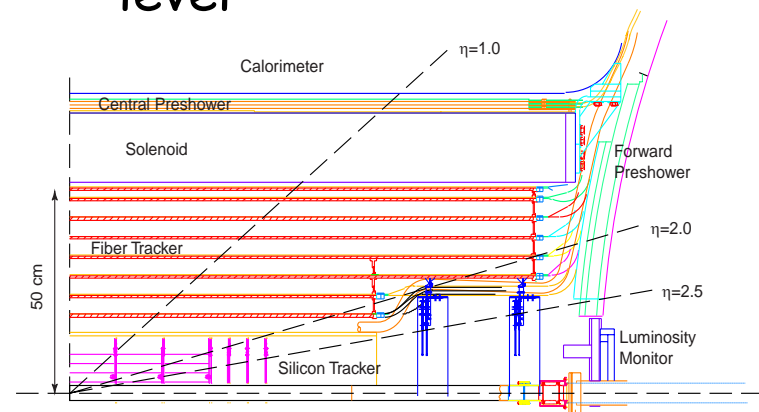 level
η=1.0
Calorimeter
Central Preshower
Solenoid
Forward
Preshower
η=2.0
Fiber Tracker
50 cm
η=2.5
Silicon Tracker
Luminosity
Monitor